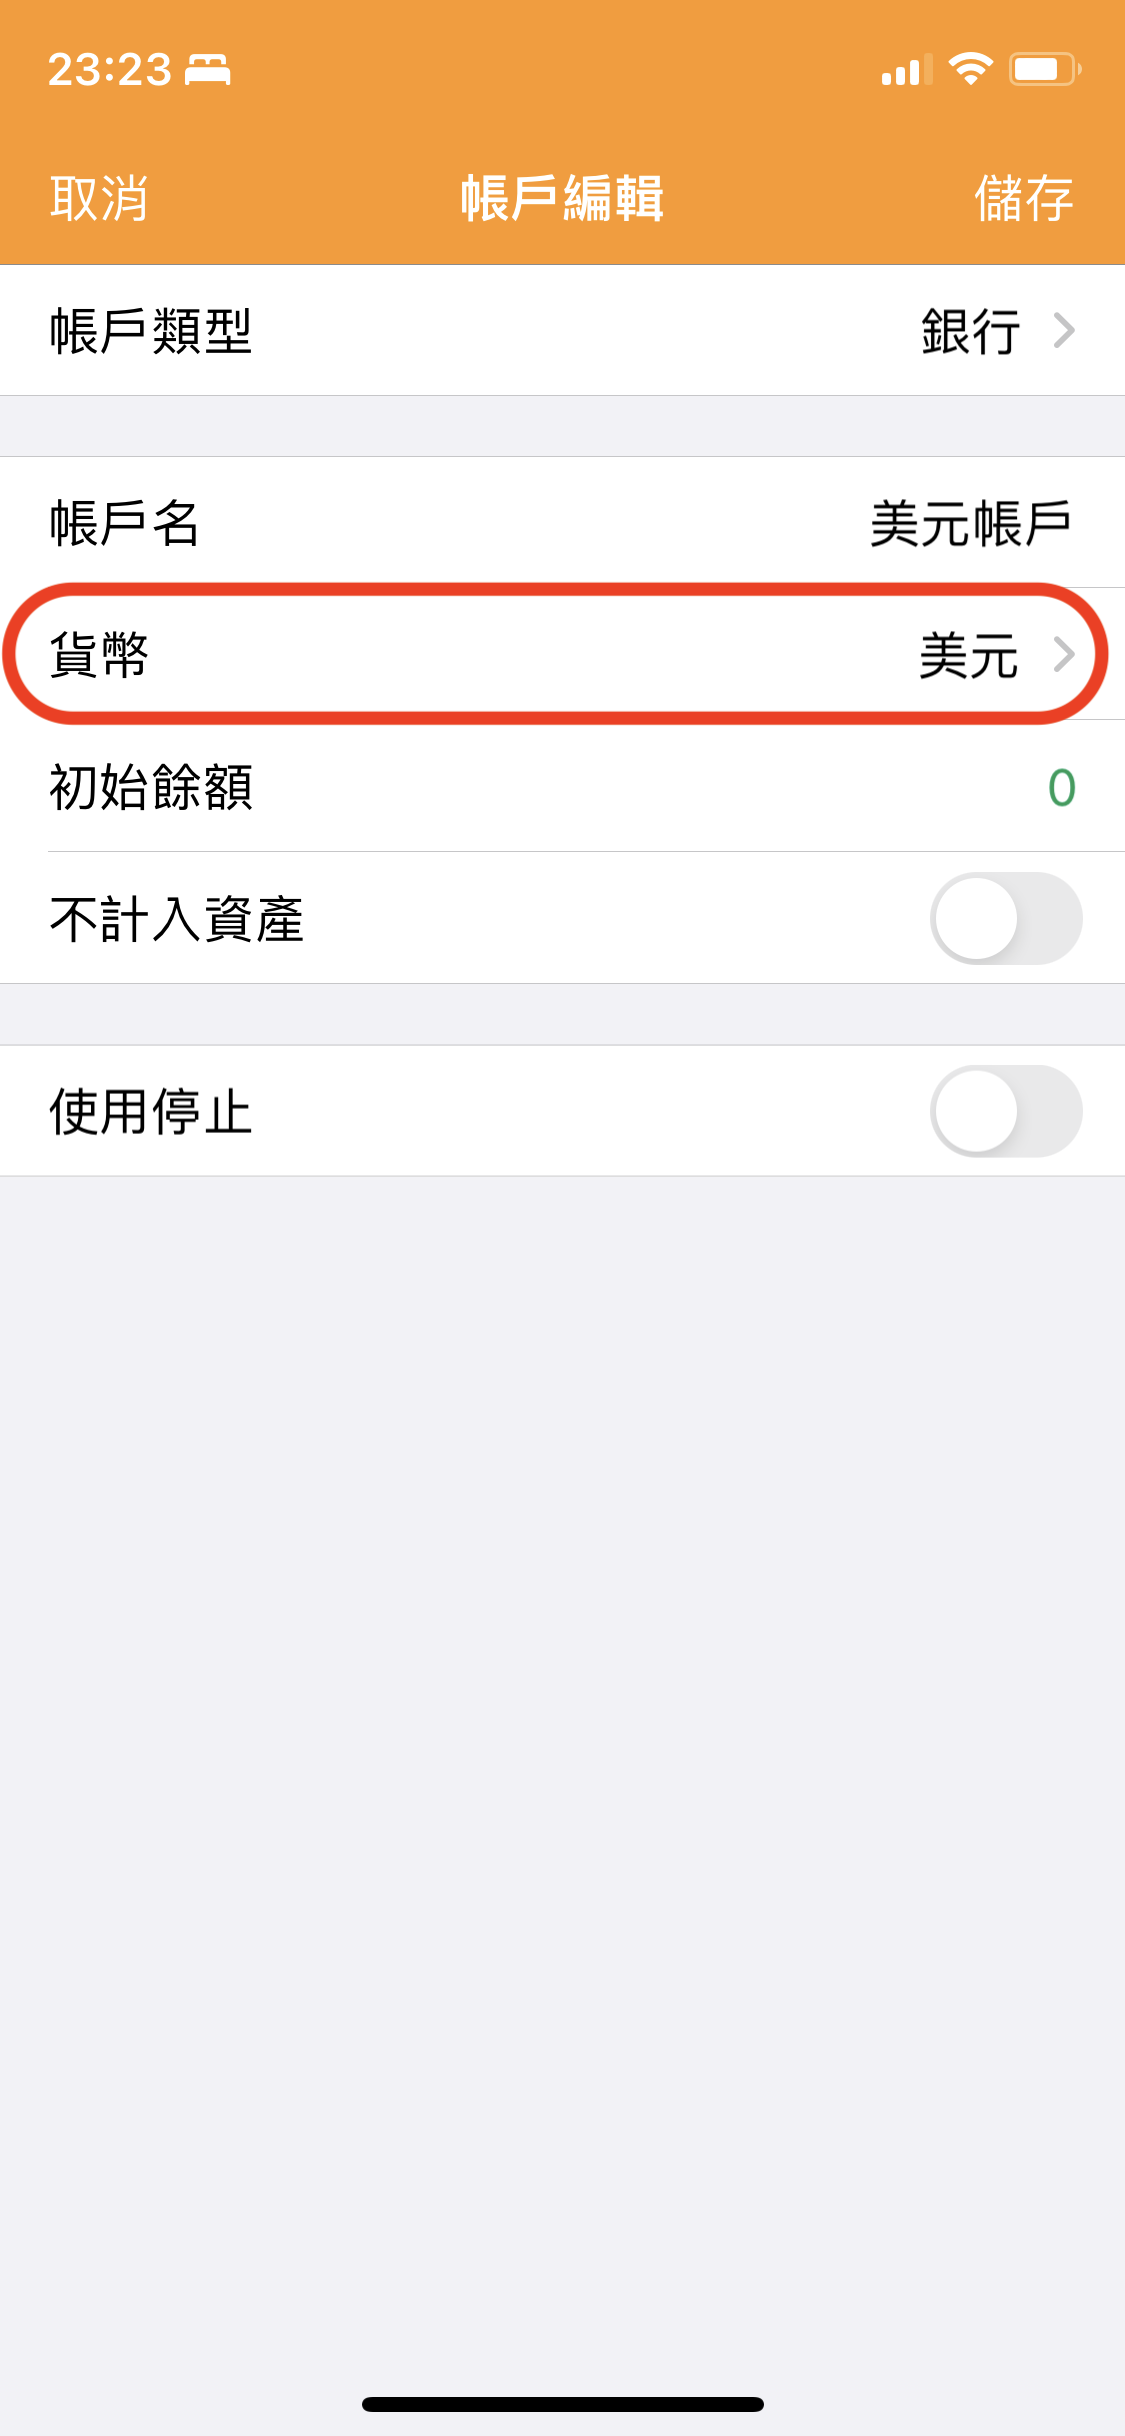 23:23
取消 帳戶編輯 儲存
帳戶類型 銀行
帳戶名 美元帳戶
貨幣 美元
初始餘額 0
不計入資產
使用停止